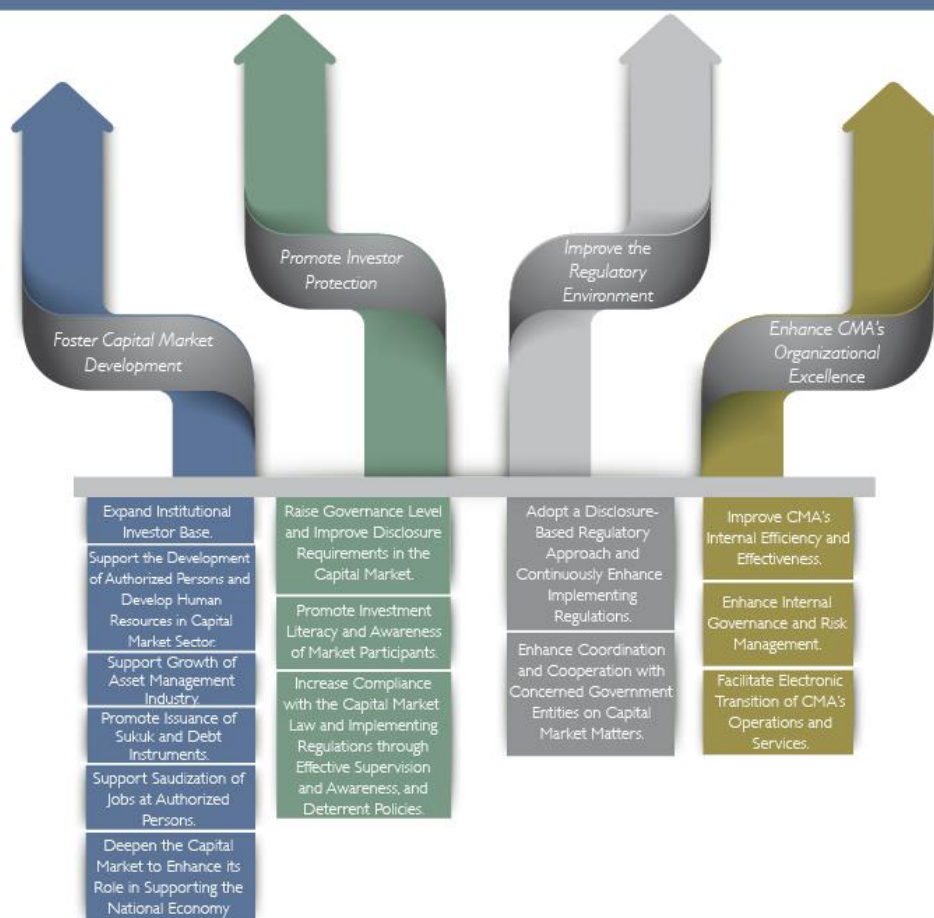 Promote Investor
Protection
Improve the
Regulatory
Environment
Foster Capital Market
Development
Enhance CMA's
Organizational
Excellence
Expand Institutional
Investor Base.
Support the Development
of Authorized Persons and
Develop Human
Resources in Capital
Market Sector.
Support Growth of
Asset Management
Industry.
Promote Issuance of
Sukuk and Debt
Instruments.
Support Saudization of
Jobs at Authorized
Persons.
Deepen the Capital
Market to Enhance its
Role in Supporting the
National Economy
Raise Governance Level
and Improve Disclosure
Requirements in the
Capital Market.
Promote Investment
Literacy and Awareness
of Market Participants.
Increase Compliance
with the Capital Market
Law and Implementing
Regulations through
Effective Supervision
and Awareness, and
Deterrent Policies.
Adopt a Disclosure-
Based Regulatory
Approach and
Continuously Enhance
Implementing
Regulations.
Enhance Coordination
and Cooperation with
Concerned Government
Entities on Capital
Market Matters.
Improve CMA's
Internal Efficiency and
Effectiveness.
Enhance Internal
Governance and Risk
Management.
Facilitate Electronic
Transition of CMA's
Operations and
Services.